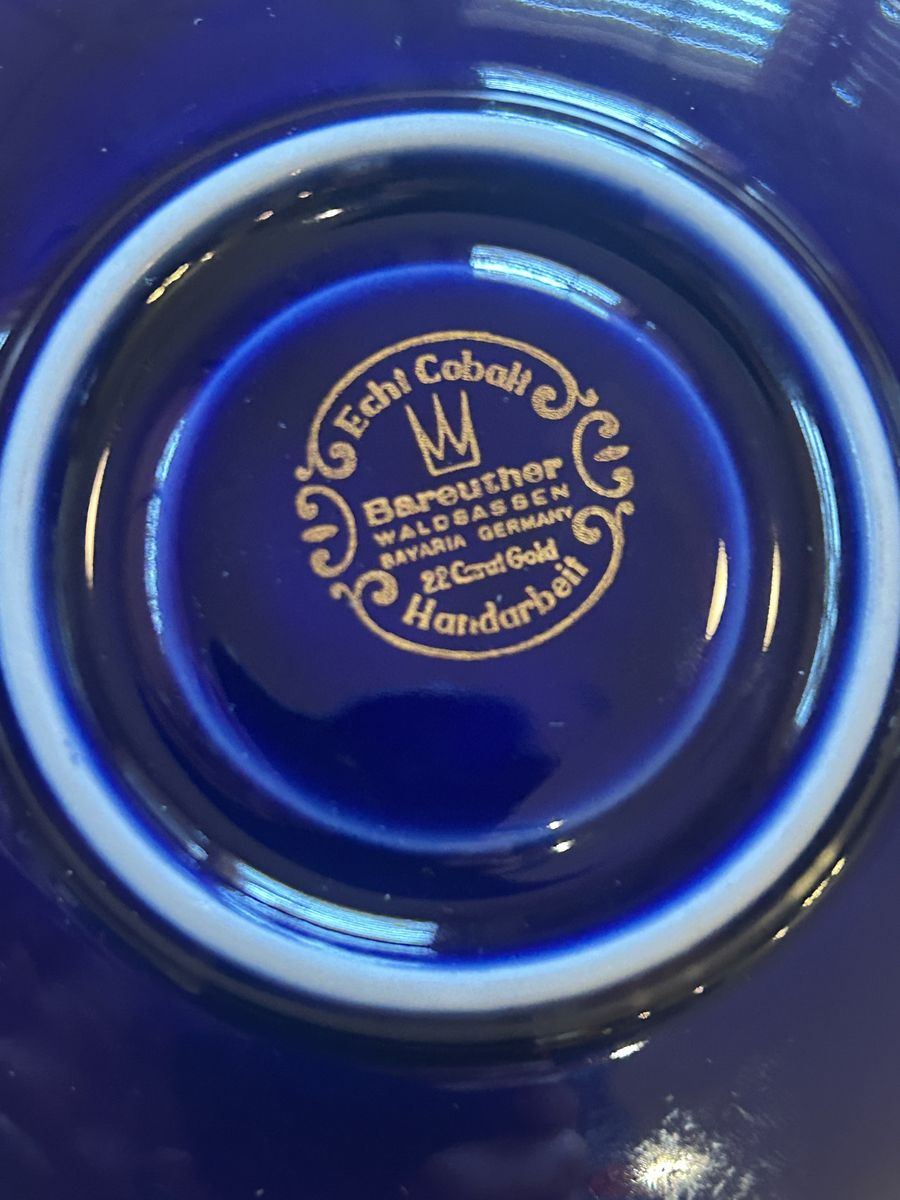 Echt Cobalt
Bareuther
WALDSASSEN
BAVARIA GERMANY
22 Carat Gold
Handarbeit